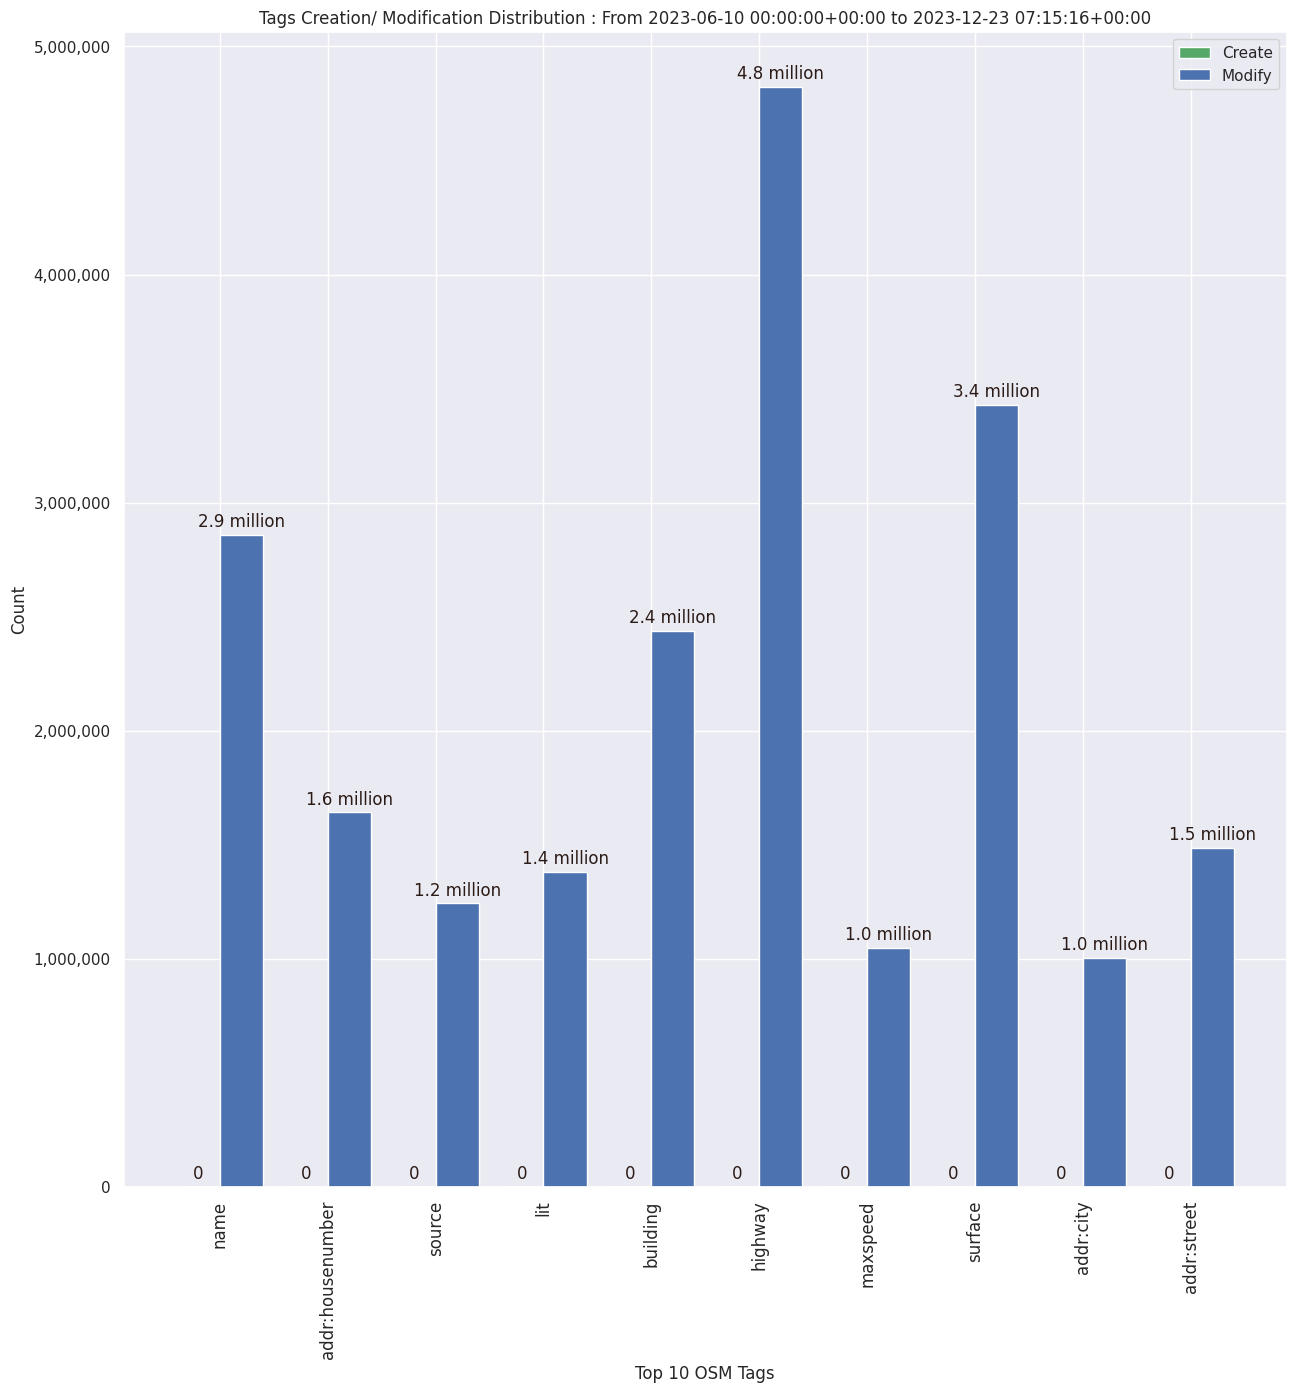 Tags Creation/ Modification Distribution : From 2023-06-10 00:00:00+00:00 to 2023-12-23 07:15:16+00:00
Create
Modify
5,000,000
4,000,000
3,000,000
2,000,000
1,000,000
0
Count
2.9 million
1.6 million
1.2 million
1.4 million
2.4 million
4.8 million
1.0 million
3.4 million
1.0 million
1.5 million
0
0
0
0
0
0
0
0
0
0
name
addr:housenumber
source
lit
building
highway
maxspeed
surface
addr:city
addr:street
Top 10 OSM Tags